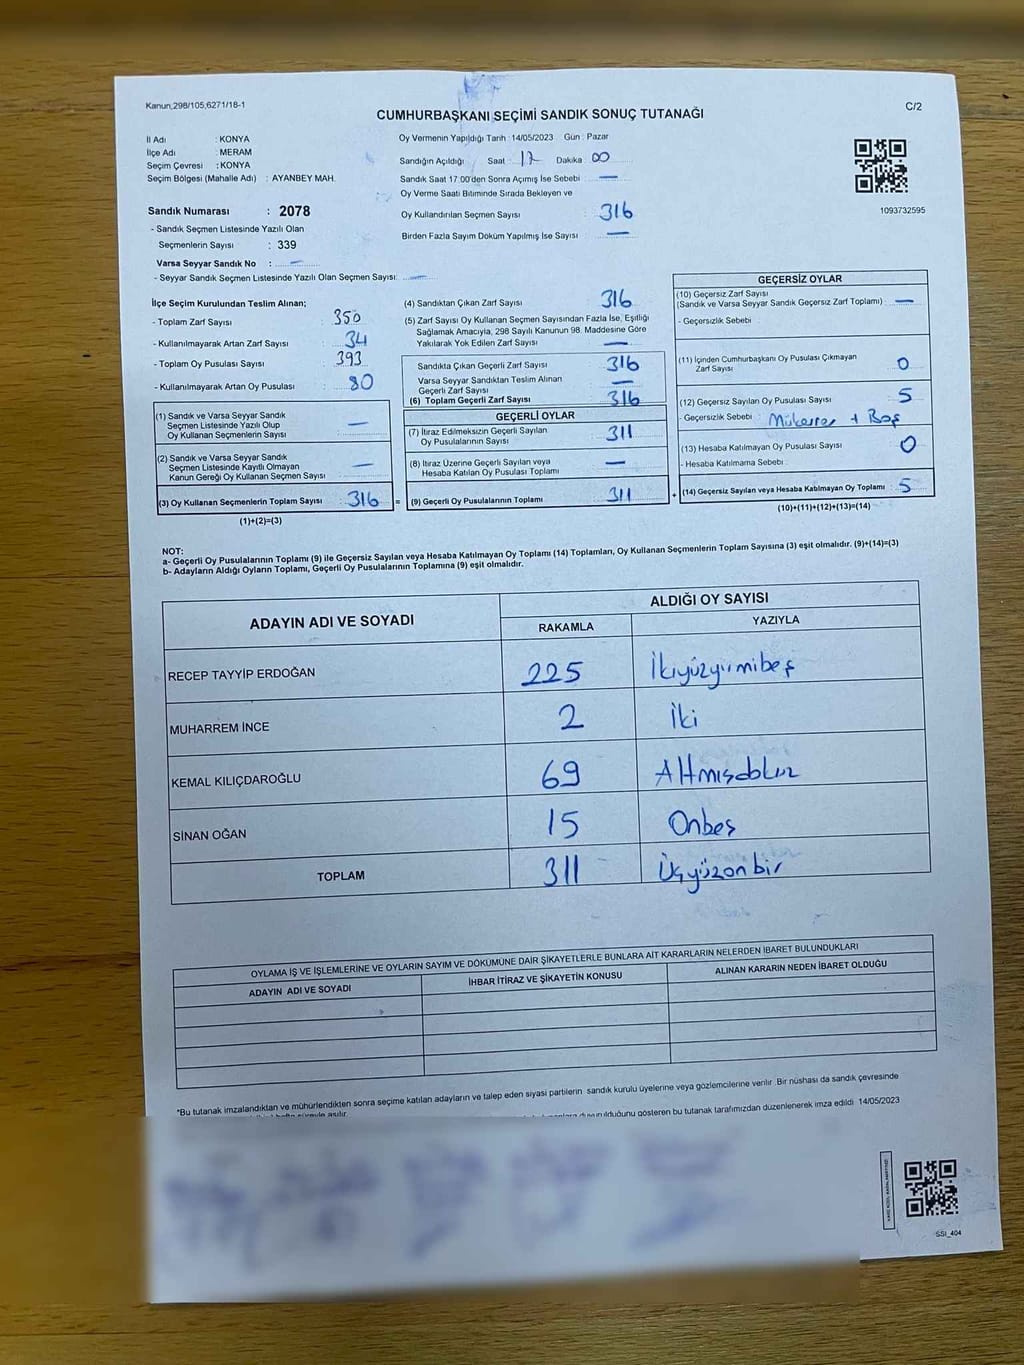 Kanun,298/105,6271/18-1
C/2
CUMHURBAŞKANI SEÇİMİ SANDIK SONUÇ TUTANAĞI
İl Adı : KONYA
İlçe Adı : MERAM
Seçim Çevresi : KONYA
Seçim Bölgesi (Mahalle Adı) : AYANBEY MAH.
Sandık Numarası : 2078
- Sandık Seçmen Listesinde Yazılı Olan
Seçmenlerin Sayısı : 339
Varsa Seyyar Sandık No : —
- Seyyar Sandık Seçmen Listesinde Yazılı Olan Seçmen Sayısı: —
Oy Vermenin Yapıldığı Tarih : 14/05/2023 Gün : Pazar
Sandığın Açıldığı Saat : 17 Dakika : 00
Sandık Saat 17:00'den Sonra Açımış İse Sebebi : —
Oy Verme Saati Bitiminde Sırada Bekleyen ve
Oy Kullandırılan Seçmen Sayısı : 316
Birden Fazla Sayım Döküm Yapılmış İse Sayısı : —
1093732595
İlçe Seçim Kurulundan Teslim Alınan;
- Toplam Zarf Sayısı : 350
- Kullanılmayarak Artan Zarf Sayısı : 34
- Toplam Oy Pusulası Sayısı : 393
- Kullanılmayarak Artan Oy Pusulası : 80
(1) Sandık ve Varsa Seyyar Sandık
Seçmen Listesinde Yazılı Olup
Oy Kullanan Seçmenlerin Sayısı : —
(2) Sandık ve Varsa Seyyar Sandık
Seçmen Listesinde Kayıtlı Olmayan
Kanun Gereği Oy Kullanan Seçmen Sayısı : —
(3) Oy Kullanan Seçmenlerin Toplam Sayısı : 316 =
(1)+(2)=(3)
(4) Sandıktan Çıkan Zarf Sayısı : 316
(5) Zarf Sayısı Oy Kullanan Seçmen Sayısından Fazla İse, Eşitliği
Sağlamak Amacıyla, 298 Sayılı Kanunun 98. Maddesine Göre
Yakılarak Yok Edilen Zarf Sayısı : —
Sandıkta Çıkan Geçerli Zarf Sayısı : 316
Varsa Seyyar Sandıktan Teslim Alınan
Geçerli Zarf Sayısı : —
(6) Toplam Geçerli Zarf Sayısı : 316
GEÇERLİ OYLAR
(7) İtiraz Edilmeksizin Geçerli Sayılan
Oy Pusulalarının Sayısı : 311
(8) İtiraz Üzerine Geçerli Sayılan veya
Hesaba Katılan Oy Pusulası Toplamı : —
(9) Geçerli Oy Pusulalarının Toplamı : 311 +
GEÇERSİZ OYLAR
(10) Geçersiz Zarf Sayısı
(Sandık ve Varsa Seyyar Sandık Geçersiz Zarf Toplamı) : —
- Geçersizlik Sebebi :
(11) İçinden Cumhurbaşkanı Oy Pusulası Çıkmayan
Zarf Sayısı : 0
(12) Geçersiz Sayılan Oy Pusulası Sayısı : 5
- Geçersizlik Sebebi : Mükerrer + Boş
(13) Hesaba Katılmayan Oy Pusulası Sayısı : 0
- Hesaba Katılmama Sebebi :
(14) Geçersiz Sayılan veya Hesaba Katılmayan Oy Toplamı : 5
(10)+(11)+(12)+(13)=(14)
NOT:
a- Geçerli Oy Pusulalarının Toplamı (9) ile Geçersiz Sayılan veya Hesaba Katılmayan Oy Toplamı (14) Toplamları, Oy Kullanan Seçmenlerin Toplam Sayısına (3) eşit olmalıdır. (9)+(14)=(3)
b- Adayların Aldığı Oyların Toplamı, Geçerli Oy Pusulalarının Toplamına (9) eşit olmalıdır.
ADAYIN ADI VE SOYADI
ALDIĞI OY SAYISI
RAKAMLA YAZIYLA
RECEP TAYYİP ERDOĞAN 225 İkiyüzyirmibeş
MUHARREM İNCE 2 İki
KEMAL KILIÇDAROĞLU 69 Altmışdokuz
SİNAN OĞAN 15 Onbeş
TOPLAM 311 Üçyüzonbir
OYLAMA İŞ VE İŞLEMLERİNE VE OYLARIN SAYIM VE DÖKÜMÜNE DAİR ŞİKAYETLERLE BUNLARA AİT KARARLARIN NELERDEN İBARET BULUNDUKLARI
ADAYIN ADI VE SOYADI İHBAR İTİRAZ VE ŞİKAYETİN KONUSU ALINAN KARARIN NEDEN İBARET OLDUĞU
*Bu tutanak imzalandıktan ve mühürlendikten sonra seçime katılan adayların ve talep eden siyasi partilerin sandık kurulu üyelerine veya gözlemcilerine verilir. Bir nüshası da sandık çevresinde
asılır. duyurulduğunu gösteren bu tutanak tarafımızdan düzenlenerek imza edildi 14/05/2023
SSI_404